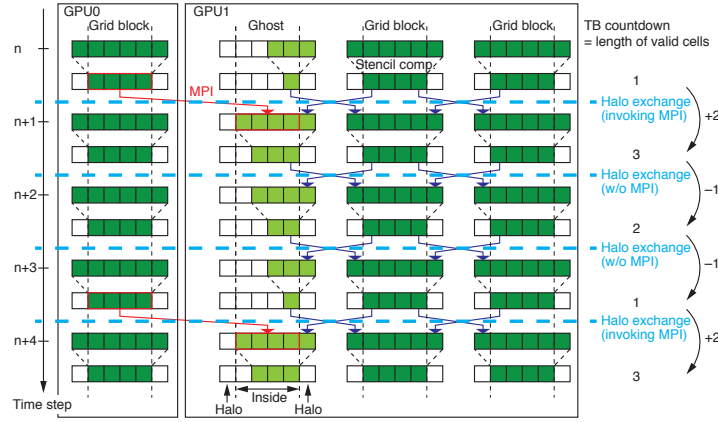 GPU0
GPU1
Grid block
Ghost
Grid block
Grid block
TB countdown
= length of valid cells
n
Stencil comp.
1
MPI
Halo exchange
(invoking MPI)
+2
n+1
3
Halo exchange
(w/o MPI)
−1
n+2
2
Halo exchange
(w/o MPI)
−1
n+3
1
Halo exchange
(invoking MPI)
+2
n+4
3
Time step
Halo
Inside
Halo